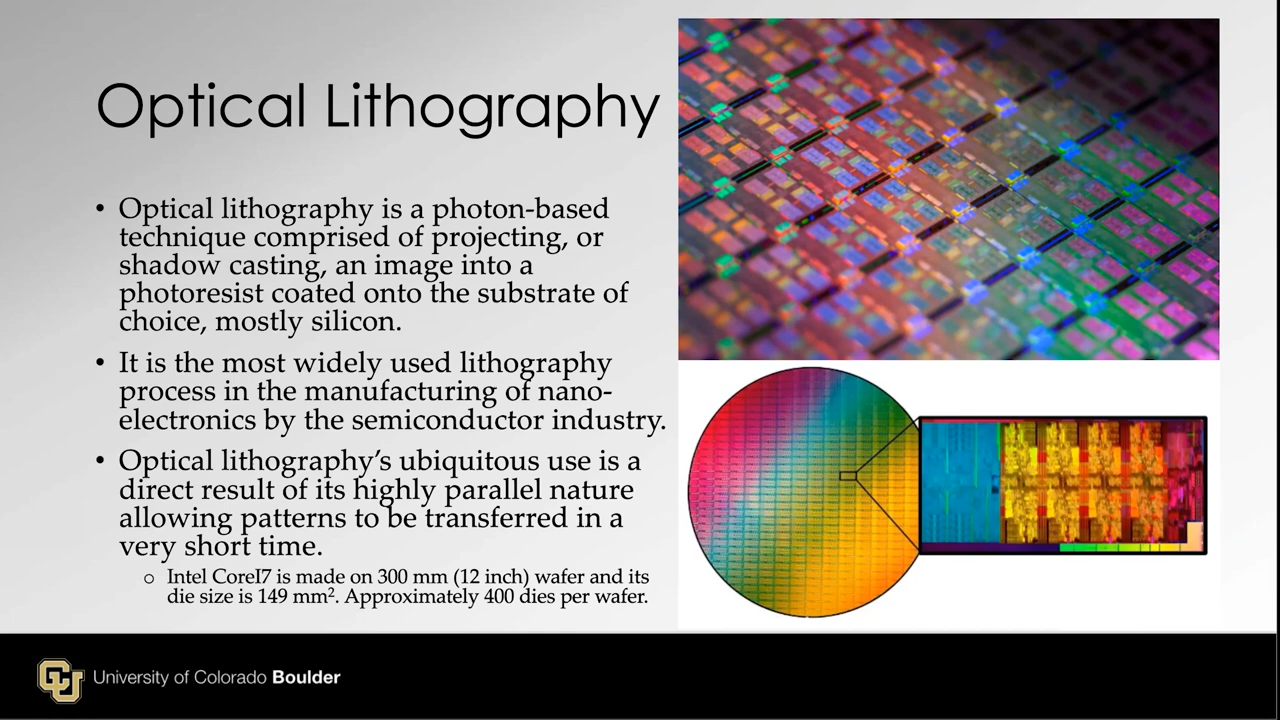 Optical Lithography
• Optical lithography is a photon-based
technique comprised of projecting, or
shadow casting, an image into a
photoresist coated onto the substrate of
choice, mostly silicon.
• It is the most widely used lithography
process in the manufacturing of nano-
electronics by the semiconductor industry.
• Optical lithography’s ubiquitous use is a
direct result of its highly parallel nature
allowing patterns to be transferred in a
very short time.
o Intel CoreI7 is made on 300 mm (12 inch) wafer and its
die size is 149 mm². Approximately 400 dies per wafer.
CU University of Colorado Boulder